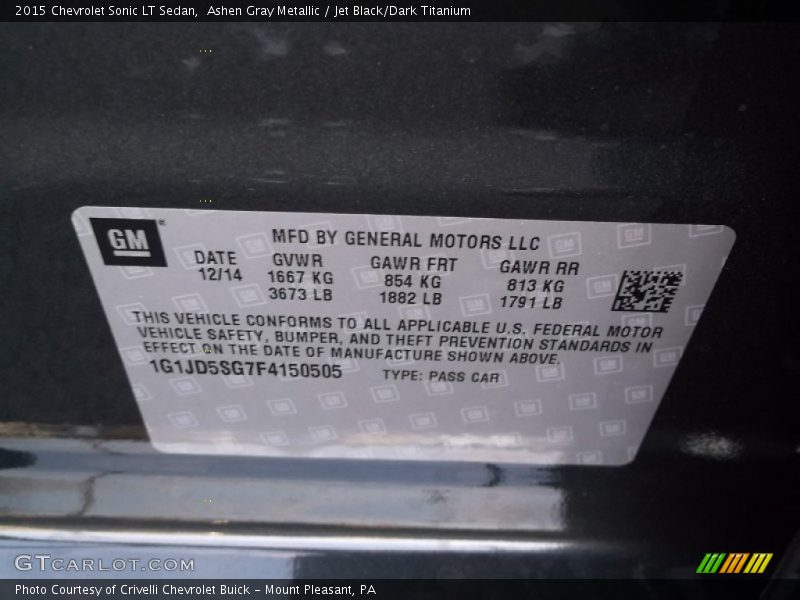 2015 Chevrolet Sonic LT Sedan,  Ashen Gray Metallic / Jet Black/Dark Titanium
GM
MFD BY GENERAL MOTORS LLC
DATE GVWR GAWR FRT GAWR RR
12/14 1667 KG 854 KG 813 KG
3673 LB 1882 LB 1791 LB
THIS VEHICLE CONFORMS TO ALL APPLICABLE U.S. FEDERAL MOTOR
VEHICLE SAFETY, BUMPER, AND THEFT PREVENTION STANDARDS IN
EFFECT ON THE DATE OF MANUFACTURE SHOWN ABOVE.
1G1JD5SG7F4150505 TYPE: PASS CAR
GTCARLOT.COM
Photo Courtesy of Crivelli Chevrolet Buick - Mount Pleasant, PA